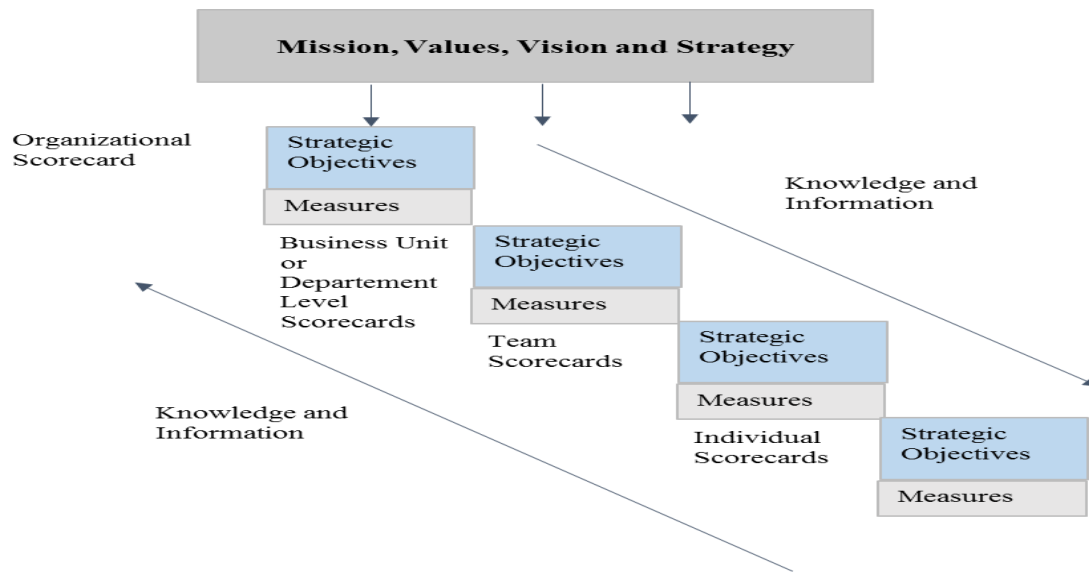 Mission, Values, Vision and Strategy
Organizational
Scorecard
Strategic
Objectives
Measures
Knowledge and
Information
Business Unit
or
Departement
Level
Scorecards
Strategic
Objectives
Measures
Team
Scorecards
Strategic
Objectives
Measures
Knowledge and
Information
Individual
Scorecards
Strategic
Objectives
Measures